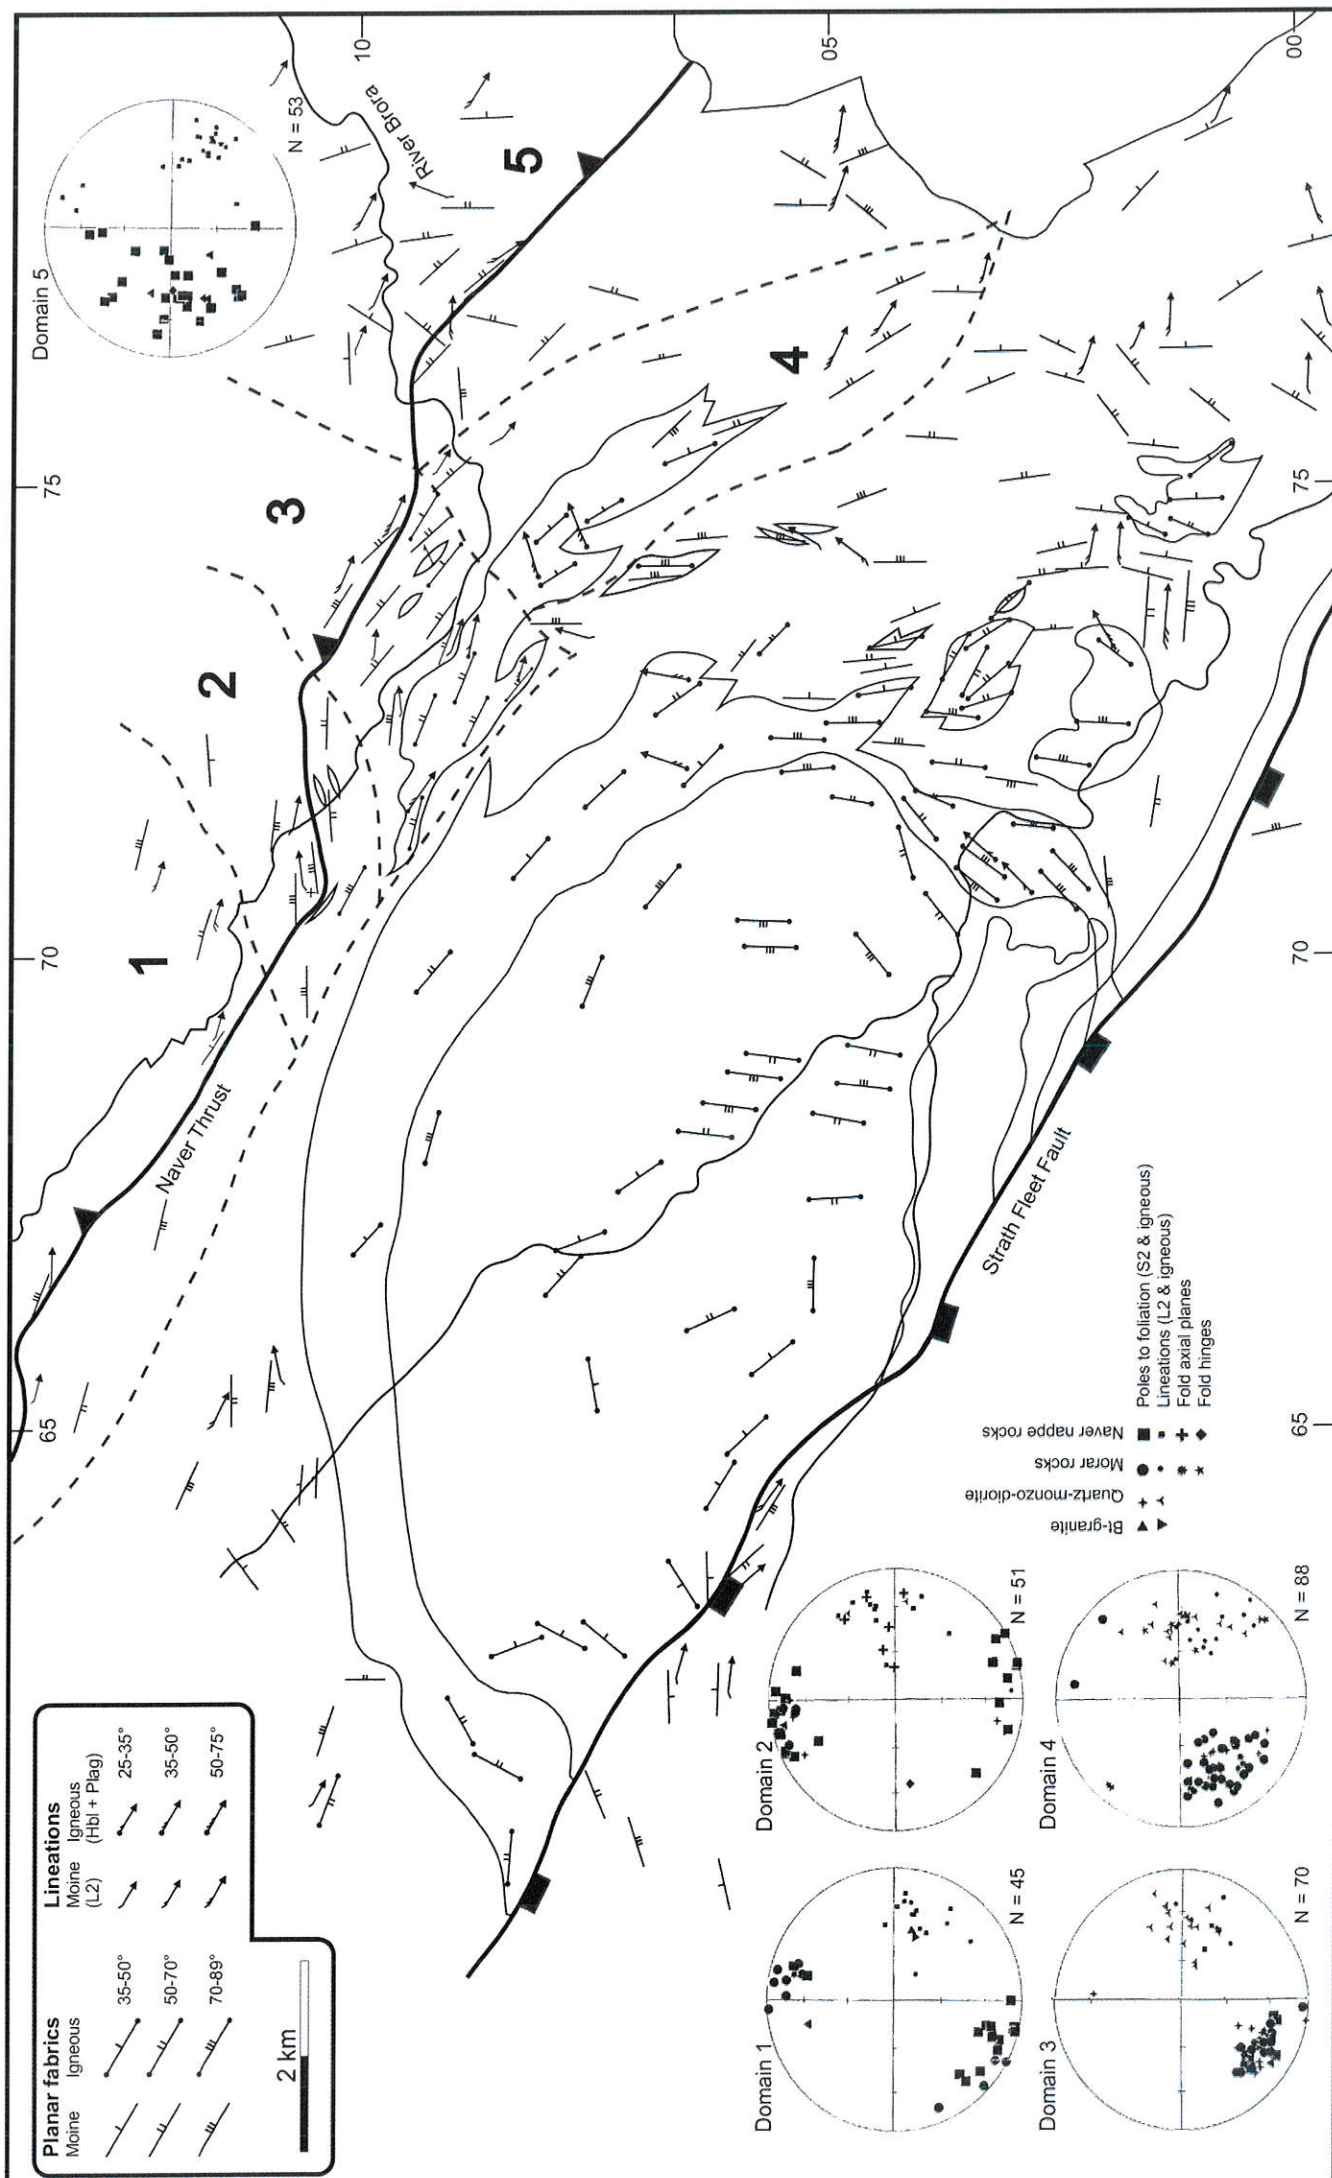 Planar fabrics
Moine Igneous
35-50°
50-70°
70-89°
Lineations
Moine Igneous
(L2) (Hbl + Plag)
25-35°
35-50°
50-75°
2 km
65
70
75
Naver Thrust
1
2
3
4
5
River Brora
10
05
00
Domain 5
N = 53
Strath Fleet Fault
65
70
75
Domain 1
N = 45
Domain 2
N = 51
Domain 3
N = 70
Domain 4
N = 88
Bt-granite
Quartz-monzo-diorite
Morar rocks
Naver nappe rocks
Poles to foliation (S2 & igneous)
Lineations (L2 & igneous)
Fold axial planes
Fold hinges